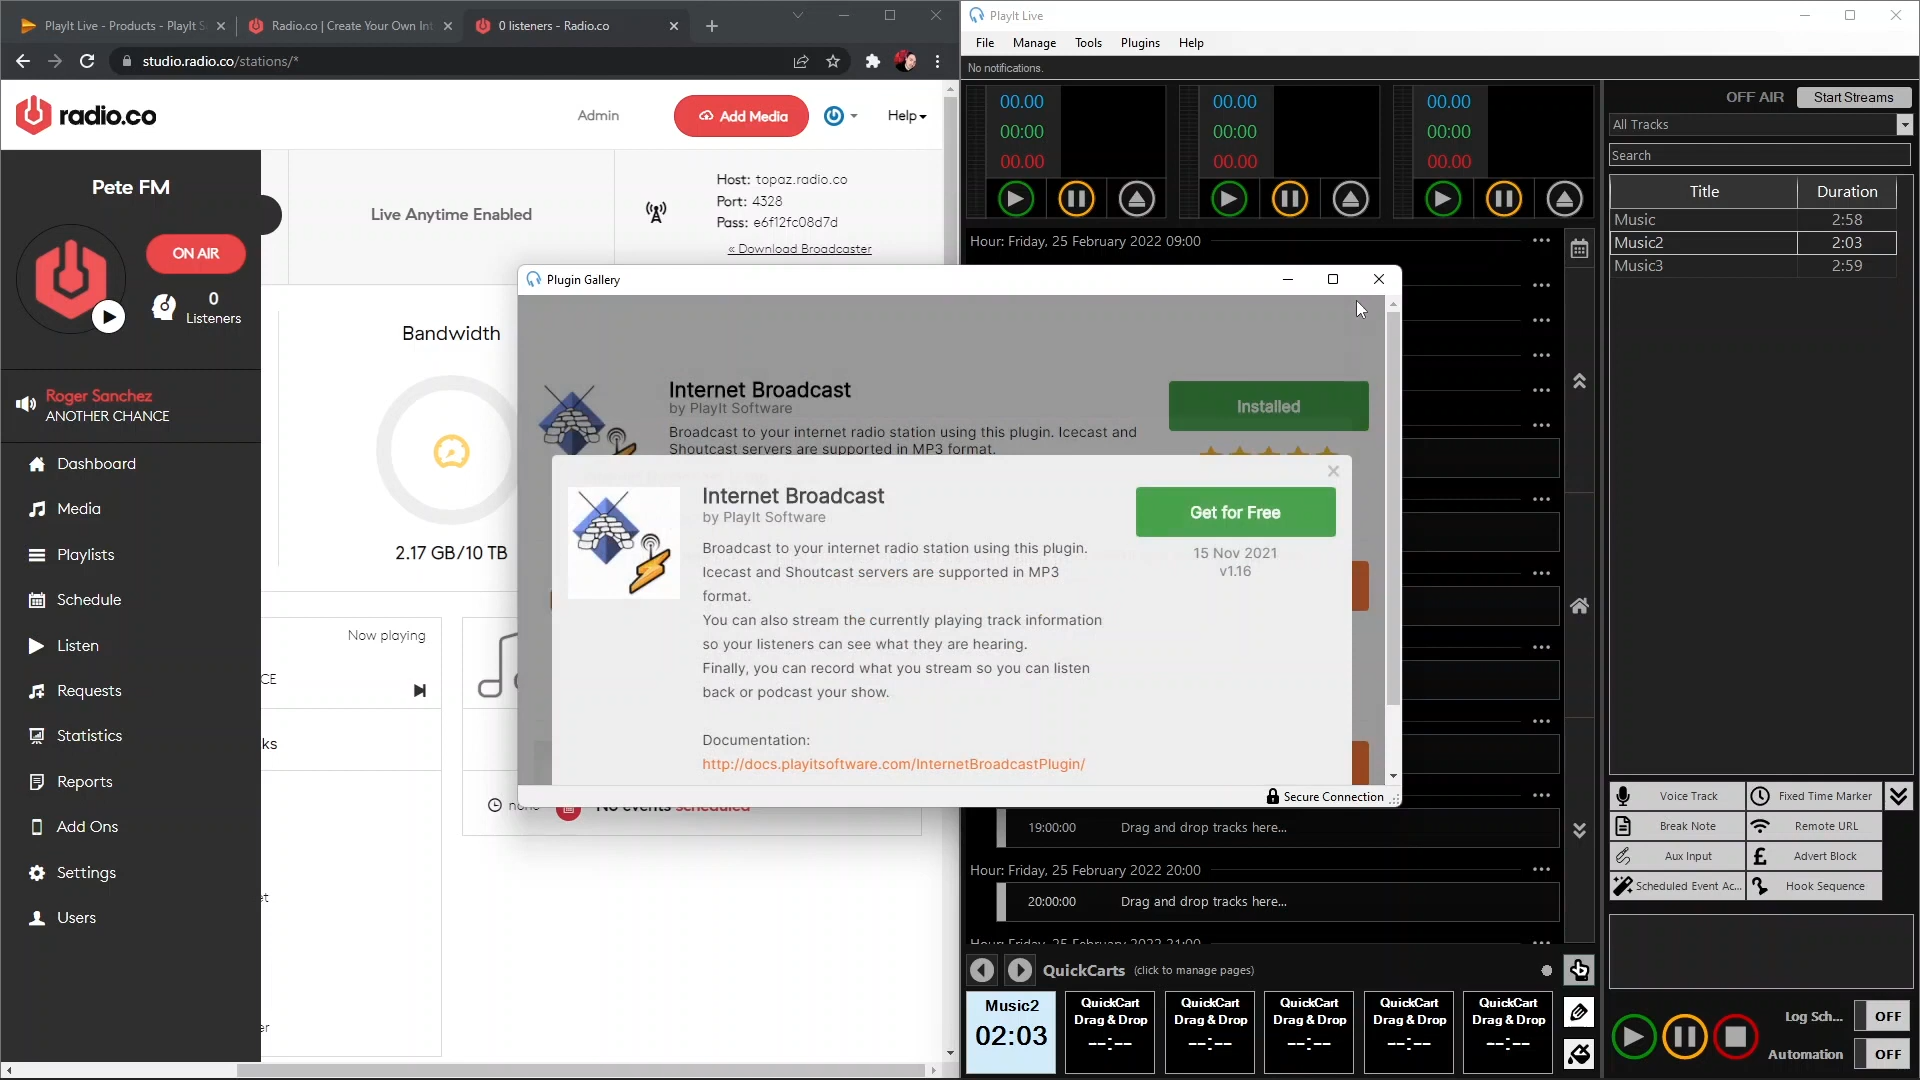 PlayIt Live - Products - PlayIt S
Radio.co | Create Your Own Int
0 listeners - Radio.co
studio.radio.co/stations/*
radio.co
Admin
Add Media
Help
Pete FM
ON AIR
0
Listeners
Roger Sanchez
ANOTHER CHANCE
Dashboard
Media
Playlists
Schedule
Listen
Requests
Statistics
Reports
Add Ons
Settings
Users
Live Anytime Enabled
Host: topaz.radio.co
Port: 4328
Pass: e6f12fc08d7d
« Download Broadcaster
Bandwidth
2.17 GB/10 TB
Now playing
CE
ks
et
er
No events scheduled
Plugin Gallery
Internet Broadcast
by PlayIt Software
Broadcast to your internet radio station using this plugin. Icecast and
Shoutcast servers are supported in MP3 format.
Installed
Internet Broadcast
by PlayIt Software
Broadcast to your internet radio station using this plugin.
Icecast and Shoutcast servers are supported in MP3
format.
You can also stream the currently playing track information
so your listeners can see what they are hearing.
Finally, you can record what you stream so you can listen
back or podcast your show.
Documentation:
http://docs.playitsoftware.com/InternetBroadcastPlugin/
Get for Free
15 Nov 2021
v1.16
Secure Connection
PlayIt Live
File Manage Tools Plugins Help
No notifications.
00.00 00.00 00.00
00:00 00:00 00:00
00.00 00.00 00.00
Hour: Friday, 25 February 2022 09:00
19:00:00 Drag and drop tracks here...
Hour: Friday, 25 February 2022 20:00
20:00:00 Drag and drop tracks here...
Hour: Friday, 25 February 2022 21:00
QuickCarts (click to manage pages)
Music2
02:03
QuickCart
Drag & Drop
--:--
QuickCart
Drag & Drop
--:--
QuickCart
Drag & Drop
--:--
QuickCart
Drag & Drop
--:--
QuickCart
Drag & Drop
--:--
OFF AIR
Start Streams
All Tracks
Search
Title Duration
Music 2:58
Music2 2:03
Music3 2:59
Voice Track Fixed Time Marker
Break Note Remote URL
Aux Input Advert Block
Scheduled Event Ac... Hook Sequence
Log Sch... OFF
Automation OFF